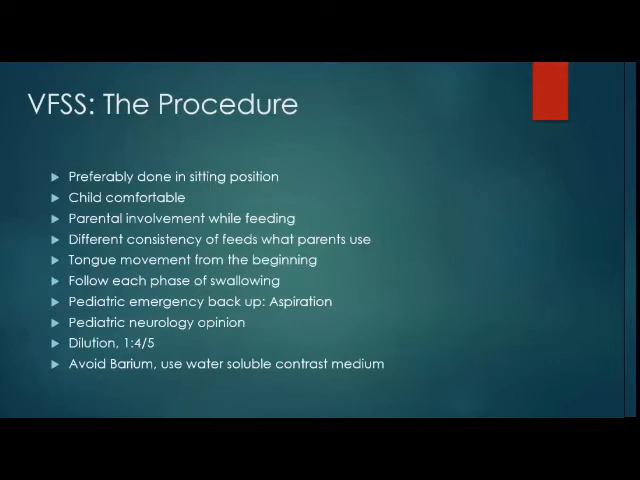 VFSS: The Procedure
Preferably done in sitting position
Child comfortable
Parental involvement while feeding
Different consistency of feeds what parents use
Tongue movement from the beginning
Follow each phase of swallowing
Pediatric emergency back up: Aspiration
Pediatric neurology opinion
Dilution, 1:4/5
Avoid Barium, use water soluble contrast medium